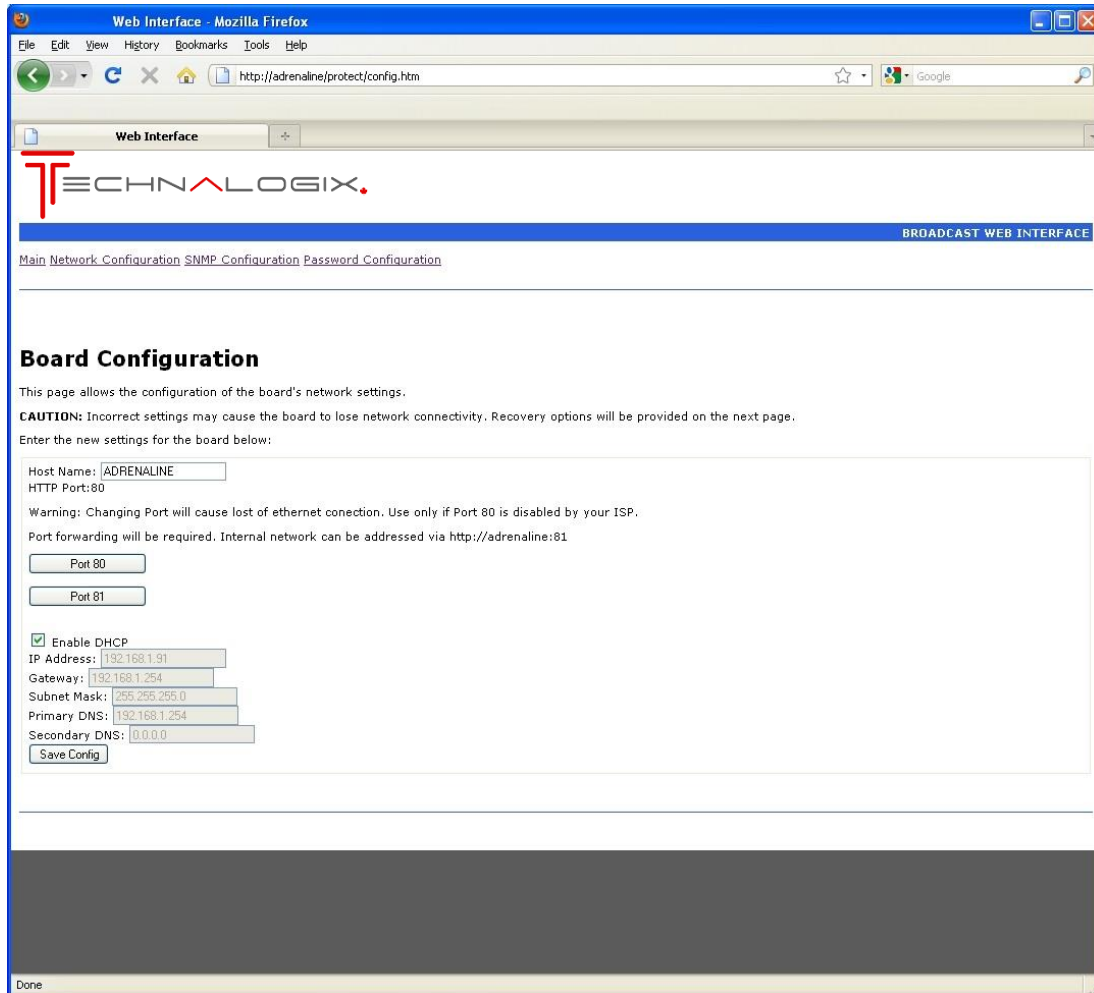 Web Interface - Mozilla Firefox
File Edit View History Bookmarks Tools Help
http://adrenaline/protect/config.htm
Google
Web Interface
TECHNALOGIX.
BROADCAST WEB INTERFACE
Main Network Configuration SNMP Configuration Password Configuration
Board Configuration
This page allows the configuration of the board's network settings.
CAUTION: Incorrect settings may cause the board to lose network connectivity. Recovery options will be provided on the next page.
Enter the new settings for the board below:
Host Name: ADRENALINE
HTTP Port:80
Warning: Changing Port will cause lost of ethernet conection. Use only if Port 80 is disabled by your ISP.
Port forwarding will be required. Internal network can be addressed via http://adrenaline:81
Port 80
Port 81
Enable DHCP
IP Address: 192.168.1.91
Gateway: 192.168.1.254
Subnet Mask: 255.255.255.0
Primary DNS: 192.168.1.254
Secondary DNS: 0.0.0.0
Save Config
Done